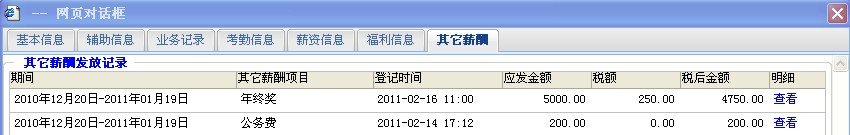 -- 网页对话框
基本信息 辅助信息 业务记录 考勤信息 薪资信息 福利信息 其它薪酬
其它薪酬发放记录
期间 其它薪酬项目 登记时间 应发金额 税额 税后金额 明细
2010年12月20日-2011年01月19日 年终奖 2011-02-16 11:00 5000.00 250.00 4750.00 查看
2010年12月20日-2011年01月19日 公务费 2011-02-14 17:12 200.00 0.00 200.00 查看